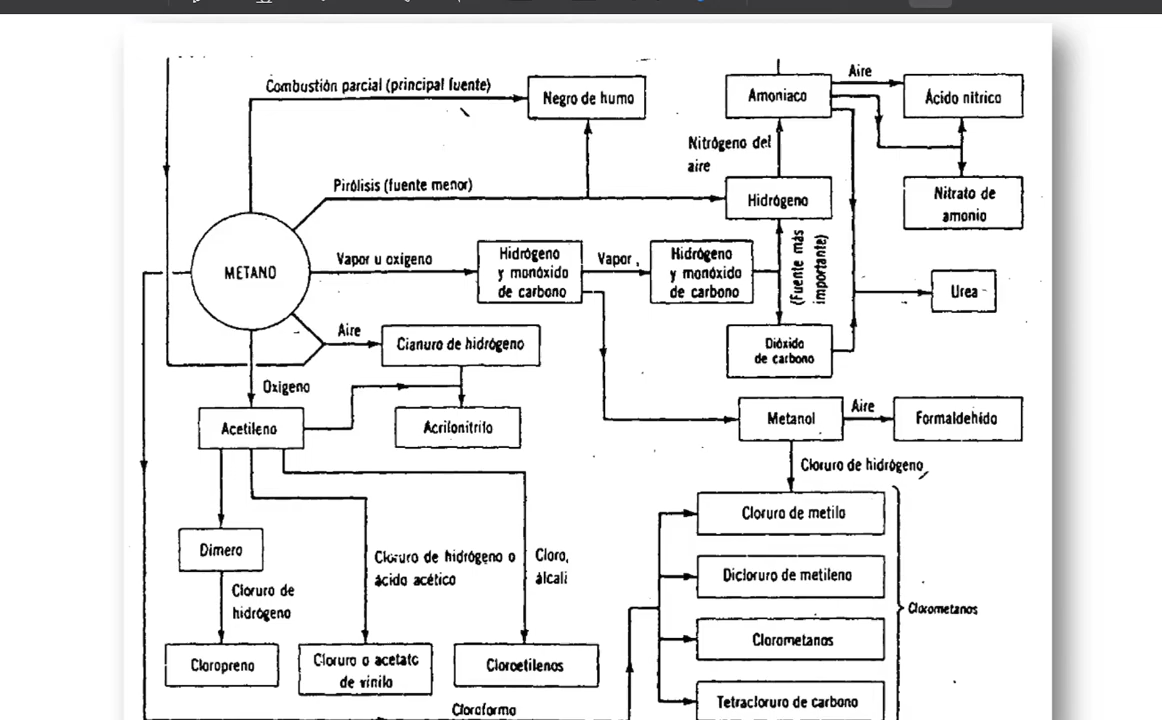 Combustión parcial (principal fuente)
Negro de humo
Amoniaco
Aire
Ácido nítrico
Nitrógeno del
aire
Pirólisis (fuente menor)
Hidrógeno
Nitrato de
amonio
METANO
Vapor u oxígeno
Hidrógeno
y monóxido
de carbono
Vapor
Hidrógeno
y monóxido
de carbono
(Fuente más
importante)
Urea
Aire
Cianuro de hidrógeno
Dióxido
de carbono
Oxígeno
Acetileno
Acrilonitrilo
Metanol
Aire
Formaldehído
Cloruro de hidrógeno
Cloruro de metilo
Dimero
Cloruro de hidrógeno o
ácido acético
Cloro,
álcali
Dicloruro de metileno
Cloruro de
hidrógeno
Clorometanos
Clorometanos
Cloropreno
Cloruro o acetato
de vinilo
Cloroetilenos
Tetracloruro de carbono
Cloroformo